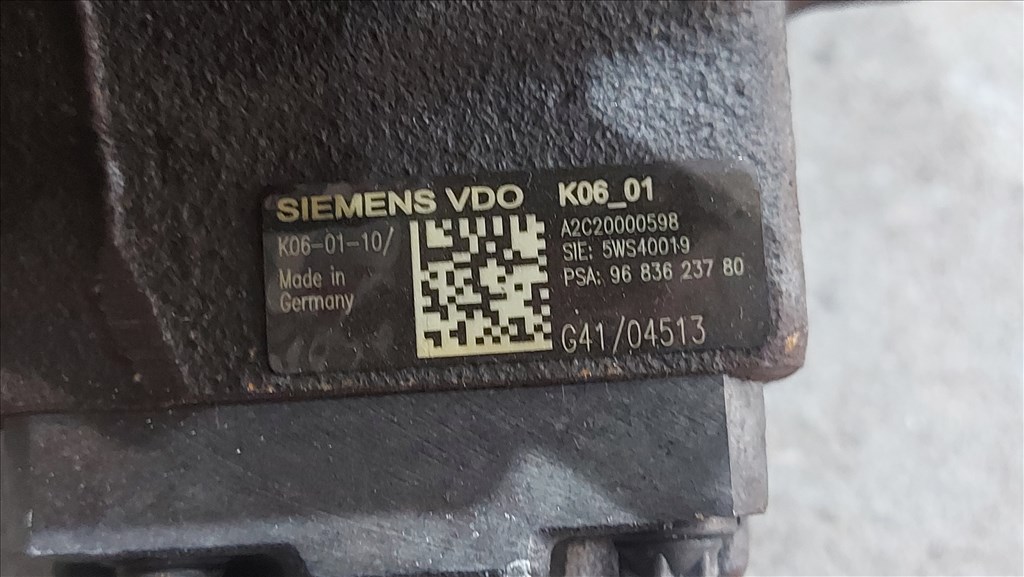 SIEMENS VDO
K06_01
K06-01-10/
A2C20000598
SIE: 5WS40019
Made in
Germany
PSA: 96 836 237 80
G41/04513